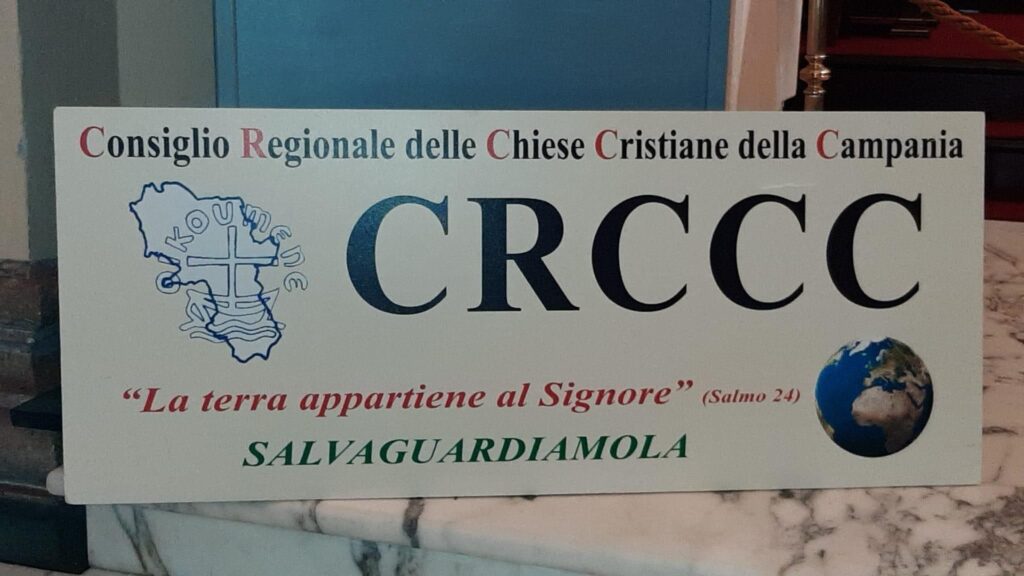 Consiglio Regionale delle Chiese Cristiane della Campania
OIKOUMENE
CRCCC
“La terra appartiene al Signore” (Salmo 24)
SALVAGUARDIAMOLA